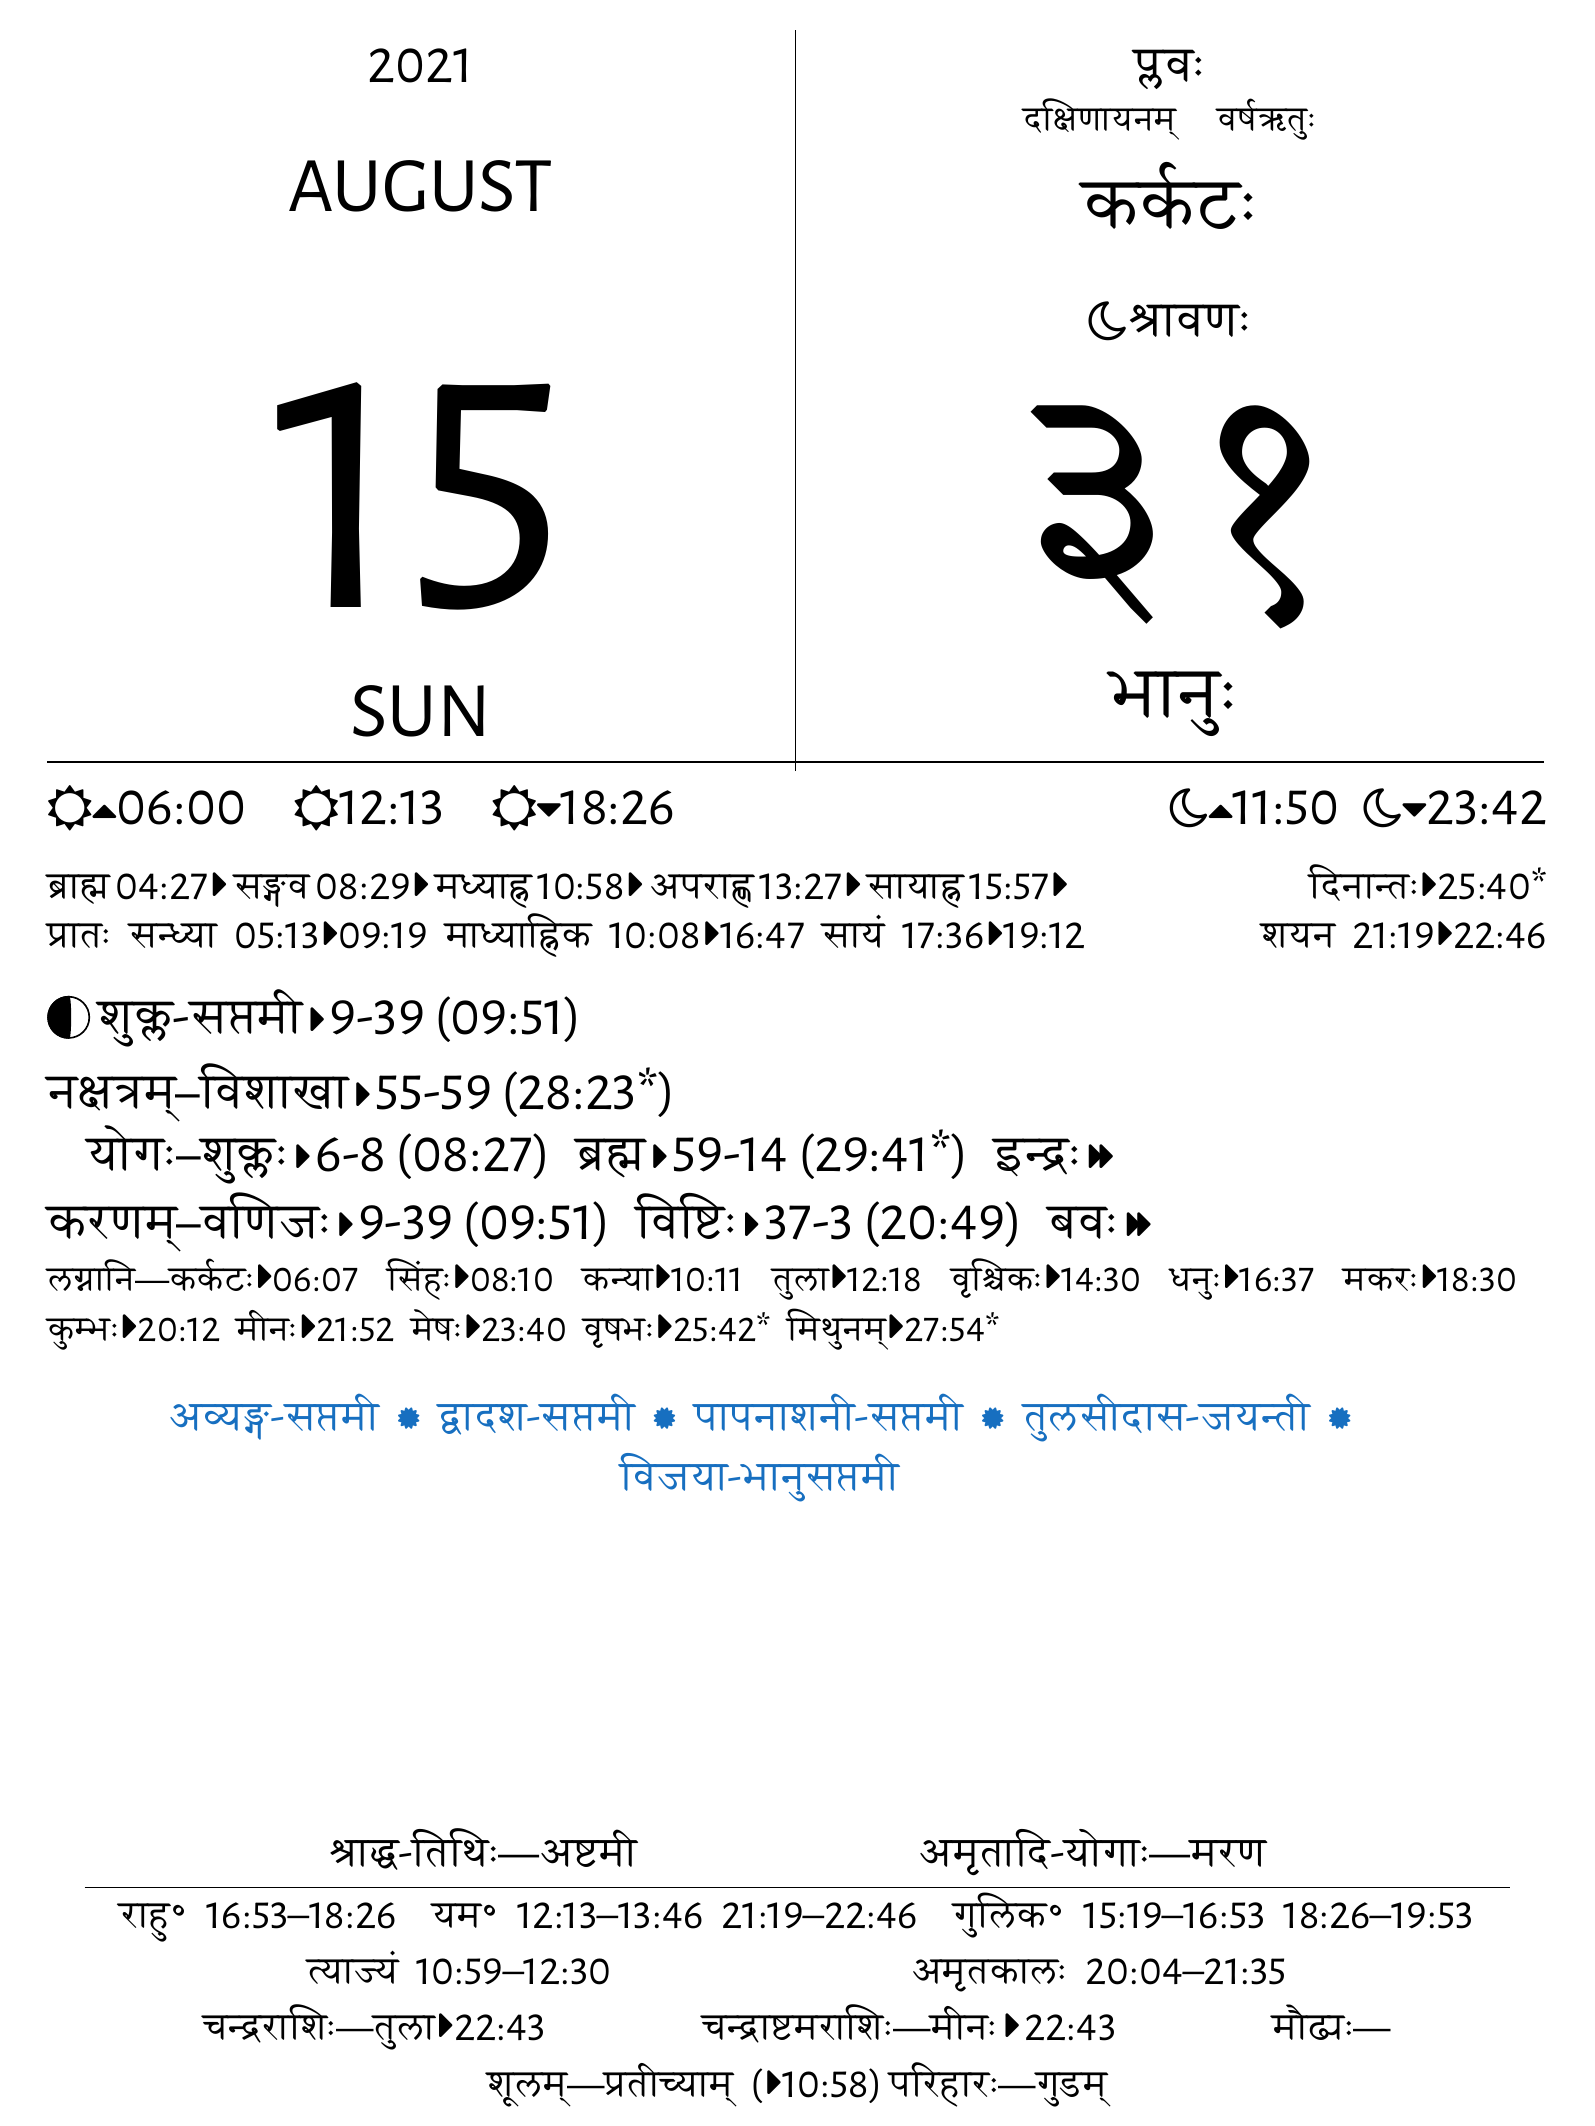 2021
AUGUST
15
SUN
प्लवः
दक्षिणायनम् वर्षऋतुः
कर्कटः
श्रावणः
३१
भानुः
06:00 12:13 18:26 11:50 23:42
ब्राह्म 04:27 सङ्गव 08:29 मध्याह्न 10:58 अपराह्ण 13:27 सायाह्न 15:57 दिनान्तः 25:40*
प्रातः सन्ध्या 05:13 09:19 माध्याह्निक 10:08 16:47 सायं 17:36 19:12 शयन 21:19 22:46
शुक्ल-सप्तमी 9-39 (09:51)
नक्षत्रम्–विशाखा 55-59 (28:23*)
योगः–शुक्लः 6-8 (08:27) ब्रह्म 59-14 (29:41*) इन्द्रः
करणम्–वणिजः 9-39 (09:51) विष्टिः 37-3 (20:49) बवः
लग्नानि—कर्कटः 06:07 सिंहः 08:10 कन्या 10:11 तुला 12:18 वृश्चिकः 14:30 धनुः 16:37 मकरः 18:30
कुम्भः 20:12 मीनः 21:52 मेषः 23:40 वृषभः 25:42* मिथुनम् 27:54*
अव्यङ्ग-सप्तमी ✹ द्वादश-सप्तमी ✹ पापनाशनी-सप्तमी ✹ तुलसीदास-जयन्ती ✹
विजया-भानुसप्तमी
श्राद्ध-तिथिः—अष्टमी अमृतादि-योगाः—मरण
राहु॰ 16:53–18:26 यम॰ 12:13–13:46 21:19–22:46 गुलिक॰ 15:19–16:53 18:26–19:53
त्याज्यं 10:59–12:30 अमृतकालः 20:04–21:35
चन्द्रराशिः—तुला 22:43 चन्द्राष्टमराशिः—मीनः 22:43 मौढ्यः—
शूलम्—प्रतीच्याम् (10:58) परिहारः—गुडम्